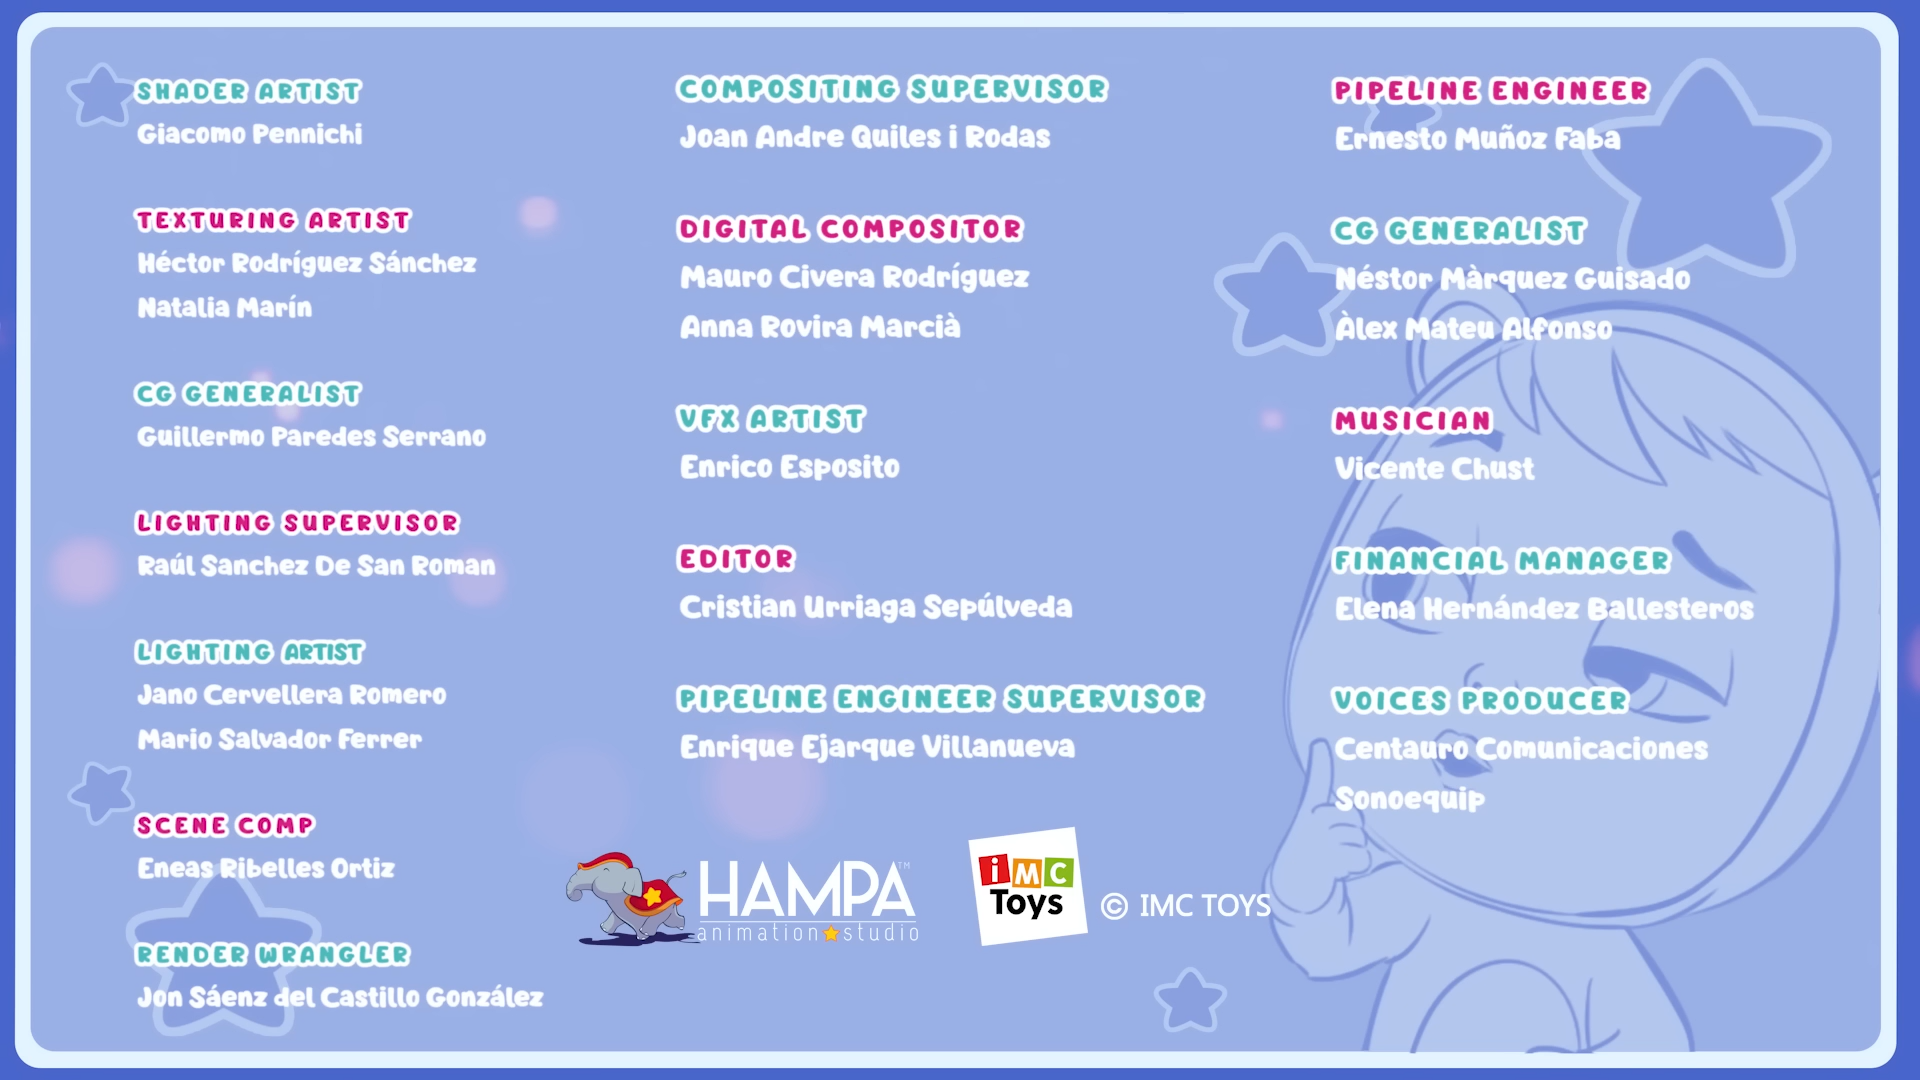 SHADER ARTIST
Giacomo Pennichi
TEXTURING ARTIST
Héctor Rodríguez Sánchez
Natalia Marín
CG GENERALIST
Guillermo Paredes Serrano
LIGHTING SUPERVISOR
Raúl Sanchez De San Roman
LIGHTING ARTIST
Jano Cervellera Romero
Mario Salvador Ferrer
SCENE COMP
Eneas Ribelles Ortiz
RENDER WRANGLER
Jon Sáenz del Castillo González
COMPOSITING SUPERVISOR
Joan Andre Quiles i Rodas
DIGITAL COMPOSITOR
Mauro Civera Rodríguez
Anna Rovira Marcià
VFX ARTIST
Enrico Esposito
EDITOR
Cristian Urriaga Sepúlveda
PIPELINE ENGINEER SUPERVISOR
Enrique Ejarque Villanueva
PIPELINE ENGINEER
Ernesto Muñoz Faba
CG GENERALIST
Néstor Màrquez Guisado
Àlex Mateu Alfonso
MUSICIAN
Vicente Chust
FINANCIAL MANAGER
Elena Hernández Ballesteros
VOICES PRODUCER
Centauro Comunicaciones
Sonoequip
HAMPA™
animation studio
iMC
Toys
© IMC TOYS